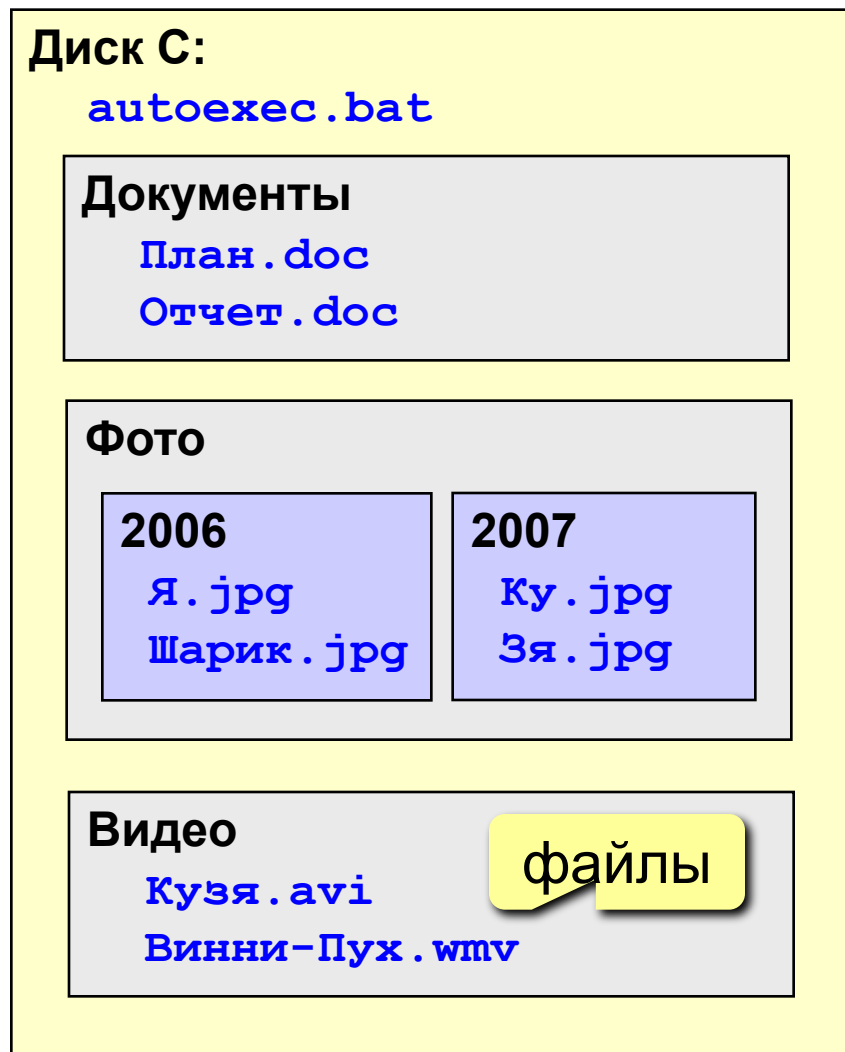 Диск C:
autoexec.bat
Документы
План.doc
Отчет.doc
Фото
2006
Я.jpg
Шарик.jpg
2007
Ку.jpg
Зя.jpg
Видео
файлы
Кузя.avi
Винни-Пух.wmv